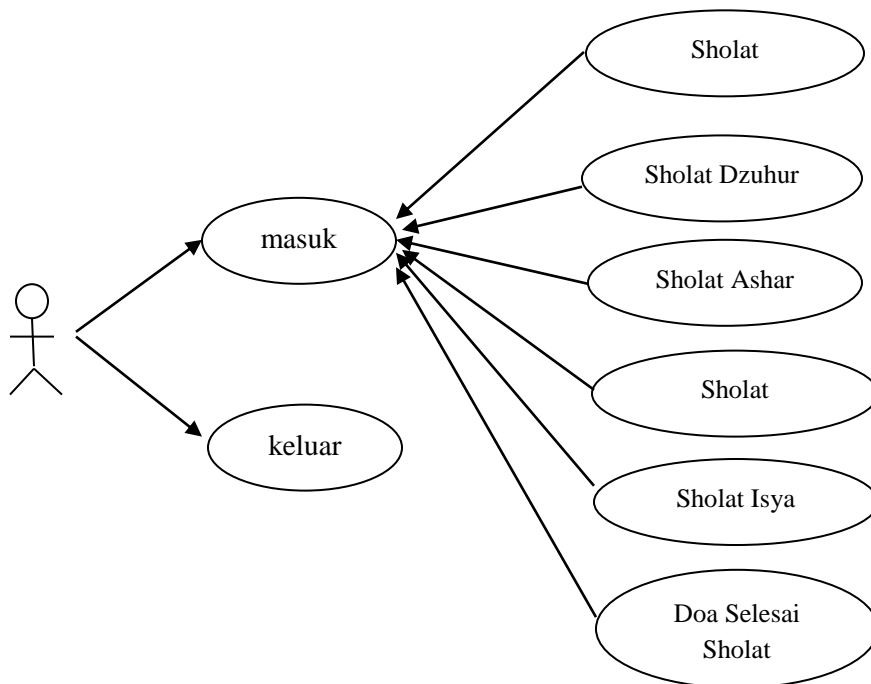 Sholat
Sholat Dzuhur
masuk
Sholat Ashar
Sholat
keluar
Sholat Isya
Doa Selesai
Sholat